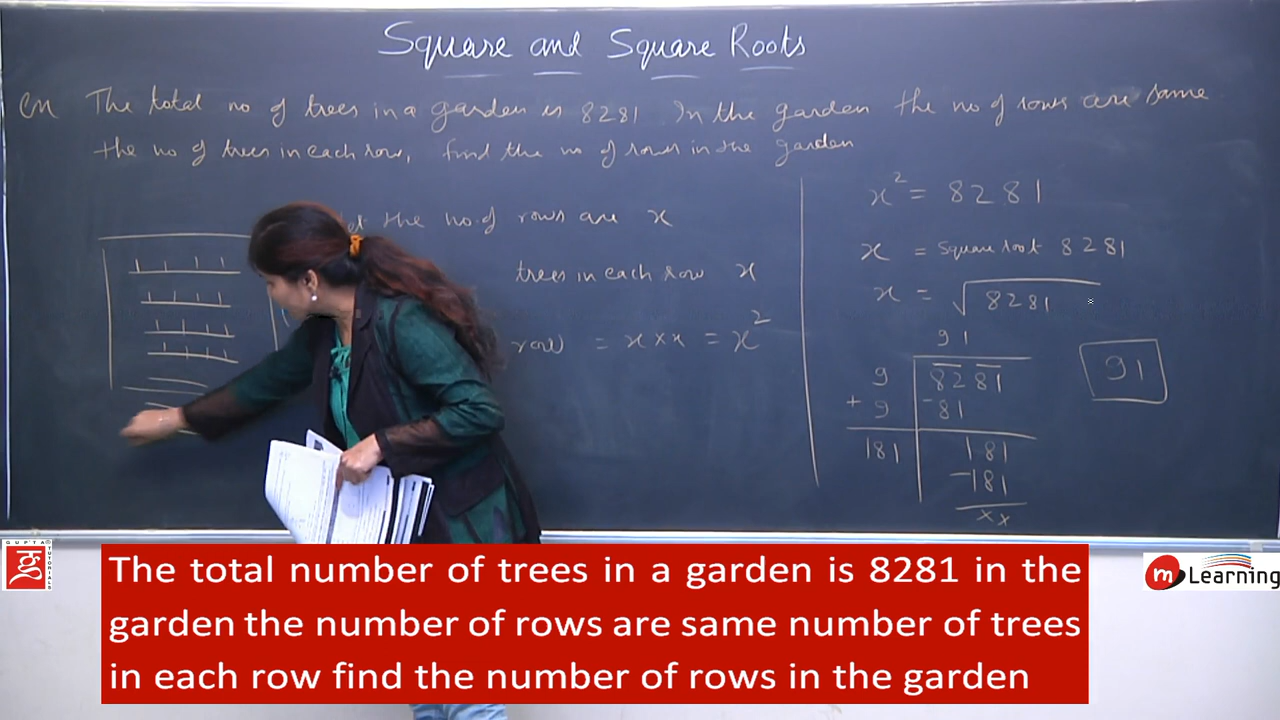 Square and Square Roots
The total no of trees in a garden is 8281 In the garden the no of rows are same
the no of trees in each row, find the no of rows in the garden
the no. of rows are x
trees in each row x
row = x × x = x²
x² = 8281
x = Square root 8281
x = √8281
91
9 8281
+ 9 -81
181 181
-181
x x
91
GUPTA
TUTORIALS
The total number of trees in a garden is 8281 in the
garden the number of rows are same number of trees
in each row find the number of rows in the garden
m Learning